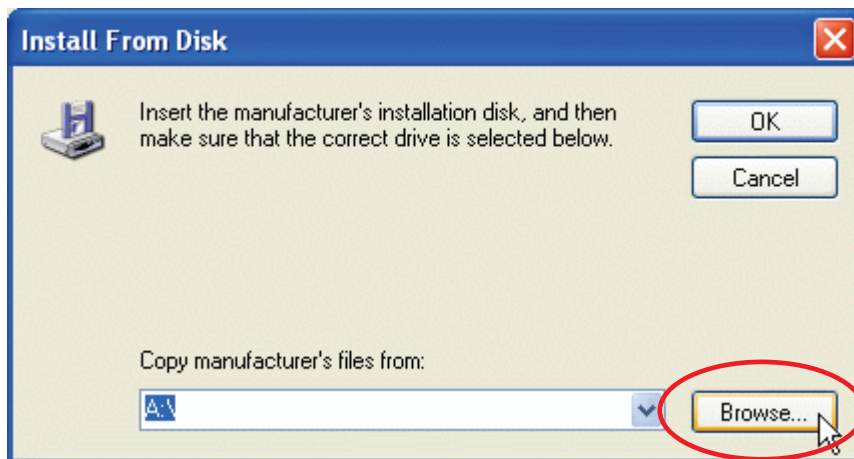 Install From Disk
Insert the manufacturer's installation disk, and then
make sure that the correct drive is selected below.
OK
Cancel
Copy manufacturer's files from:
A:\
Browse...